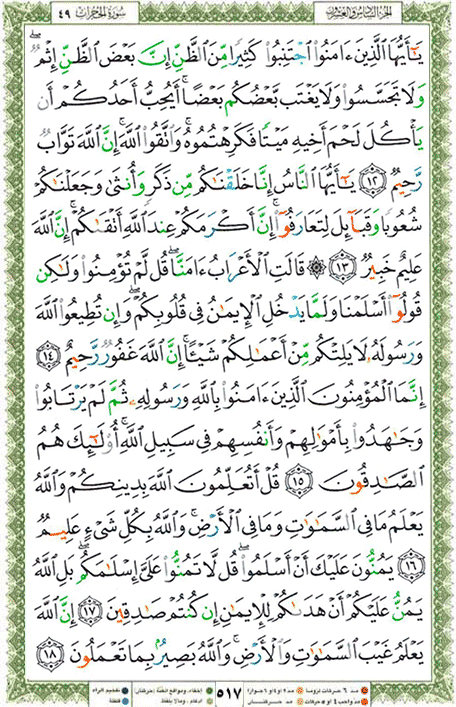 سورة الحجرات ٤٩
الجزء السادس والعشرون
يَٰٓأَيُّهَا ٱلَّذِينَ ءَامَنُوا۟ ٱجْتَنِبُوا۟ كَثِيرًا مِّنَ ٱلظَّنِّ إِنَّ بَعْضَ ٱلظَّنِّ إِثْمٌ ۖ
وَلَا تَجَسَّسُوا۟ وَلَا يَغْتَب بَّعْضُكُم بَعْضًا ۚ أَيُحِبُّ أَحَدُكُمْ أَن
يَأْكُلَ لَحْمَ أَخِيهِ مَيْتًا فَكَرِهْتُمُوهُ ۚ وَٱتَّقُوا۟ ٱللَّهَ ۚ إِنَّ ٱللَّهَ تَوَّابٌ
رَّحِيمٌ ١٢ يَٰٓأَيُّهَا ٱلنَّاسُ إِنَّا خَلَقْنَٰكُم مِّن ذَكَرٍ وَأُنثَىٰ وَجَعَلْنَٰكُمْ
شُعُوبًا وَقَبَآئِلَ لِتَعَارَفُوٓا۟ ۚ إِنَّ أَكْرَمَكُمْ عِندَ ٱللَّهِ أَتْقَىٰكُمْ ۚ إِنَّ ٱللَّهَ
عَلِيمٌ خَبِيرٌ ١٣ ۞ قَالَتِ ٱلْأَعْرَابُ ءَامَنَّا ۖ قُل لَّمْ تُؤْمِنُوا۟ وَلَٰكِن
قُولُوٓا۟ أَسْلَمْنَا وَلَمَّا يَدْخُلِ ٱلْإِيمَٰنُ فِى قُلُوبِكُمْ ۖ وَإِن تُطِيعُوا۟ ٱللَّهَ
وَرَسُولَهُۥ لَا يَلِتْكُم مِّنْ أَعْمَٰلِكُمْ شَيْـًٔا ۚ إِنَّ ٱللَّهَ غَفُورٌ رَّحِيمٌ ١٤
إِنَّمَا ٱلْمُؤْمِنُونَ ٱلَّذِينَ ءَامَنُوا۟ بِٱللَّهِ وَرَسُولِهِۦ ثُمَّ لَمْ يَرْتَابُوا۟
وَجَٰهَدُوا۟ بِأَمْوَٰلِهِمْ وَأَنفُسِهِمْ فِى سَبِيلِ ٱللَّهِ ۚ أُو۟لَٰٓئِكَ هُمُ
ٱلصَّٰدِقُونَ ١٥ قُلْ أَتُعَلِّمُونَ ٱللَّهَ بِدِينِكُمْ وَٱللَّهُ
يَعْلَمُ مَا فِى ٱلسَّمَٰوَٰتِ وَمَا فِى ٱلْأَرْضِ ۚ وَٱللَّهُ بِكُلِّ شَىْءٍ عَلِيمٌ
١٦ يَمُنُّونَ عَلَيْكَ أَنْ أَسْلَمُوا۟ ۖ قُل لَّا تَمُنُّوا۟ عَلَىَّ إِسْلَٰمَكُم ۖ بَلِ ٱللَّهُ
يَمُنُّ عَلَيْكُمْ أَنْ هَدَىٰكُمْ لِلْإِيمَٰنِ إِن كُنتُمْ صَٰدِقِينَ ١٧ إِنَّ ٱللَّهَ
يَعْلَمُ غَيْبَ ٱلسَّمَٰوَٰتِ وَٱلْأَرْضِ ۚ وَٱللَّهُ بَصِيرٌۢ بِمَا تَعْمَلُونَ ١٨
٥١٧